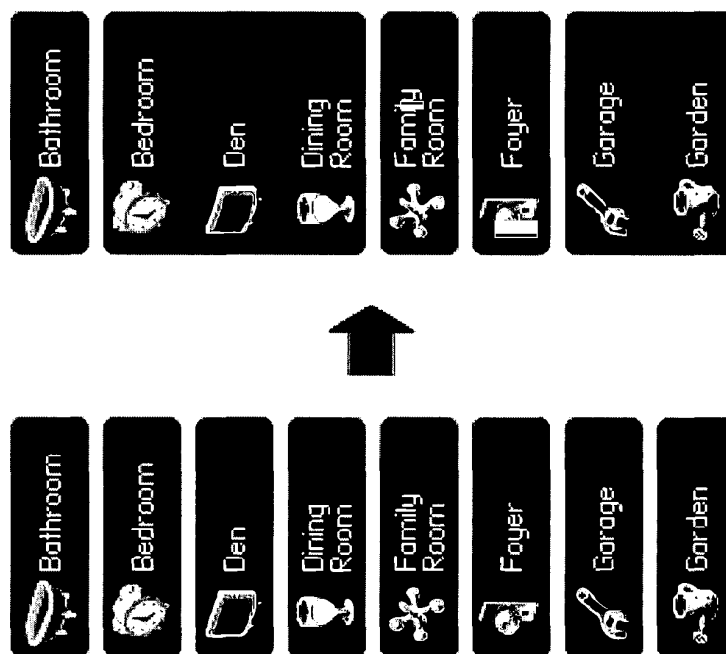 Bathroom
Bedroom
Den
Dining
Room
Family
Room
Foyer
Garage
Garden
Bathroom
Bedroom
Den
Dining
Room
Family
Room
Foyer
Garage
Garden